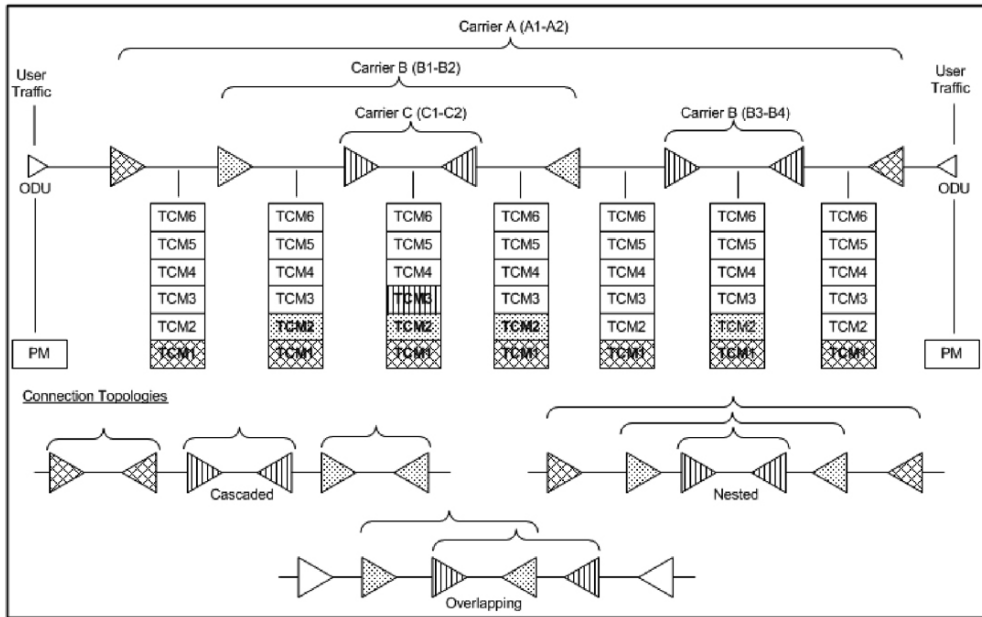 Carrier A (A1-A2)
User
Traffic
Carrier B (B1-B2)
User
Traffic
Carrier C (C1-C2)
Carrier B (B3-B4)
ODU
ODU
TCM6 TCM6 TCM6 TCM6 TCM6 TCM6 TCM6
TCM5 TCM5 TCM5 TCM5 TCM5 TCM5 TCM5
TCM4 TCM4 TCM4 TCM4 TCM4 TCM4 TCM4
TCM3 TCM3 TCM3 TCM3 TCM3 TCM3 TCM3
TCM2 TCM2 TCM2 TCM2 TCM2 TCM2 TCM2
PM TCM1 TCM1 TCM1 TCM1 TCM1 TCM1 TCM1 PM
Connection Topologies
Cascaded
Nested
Overlapping